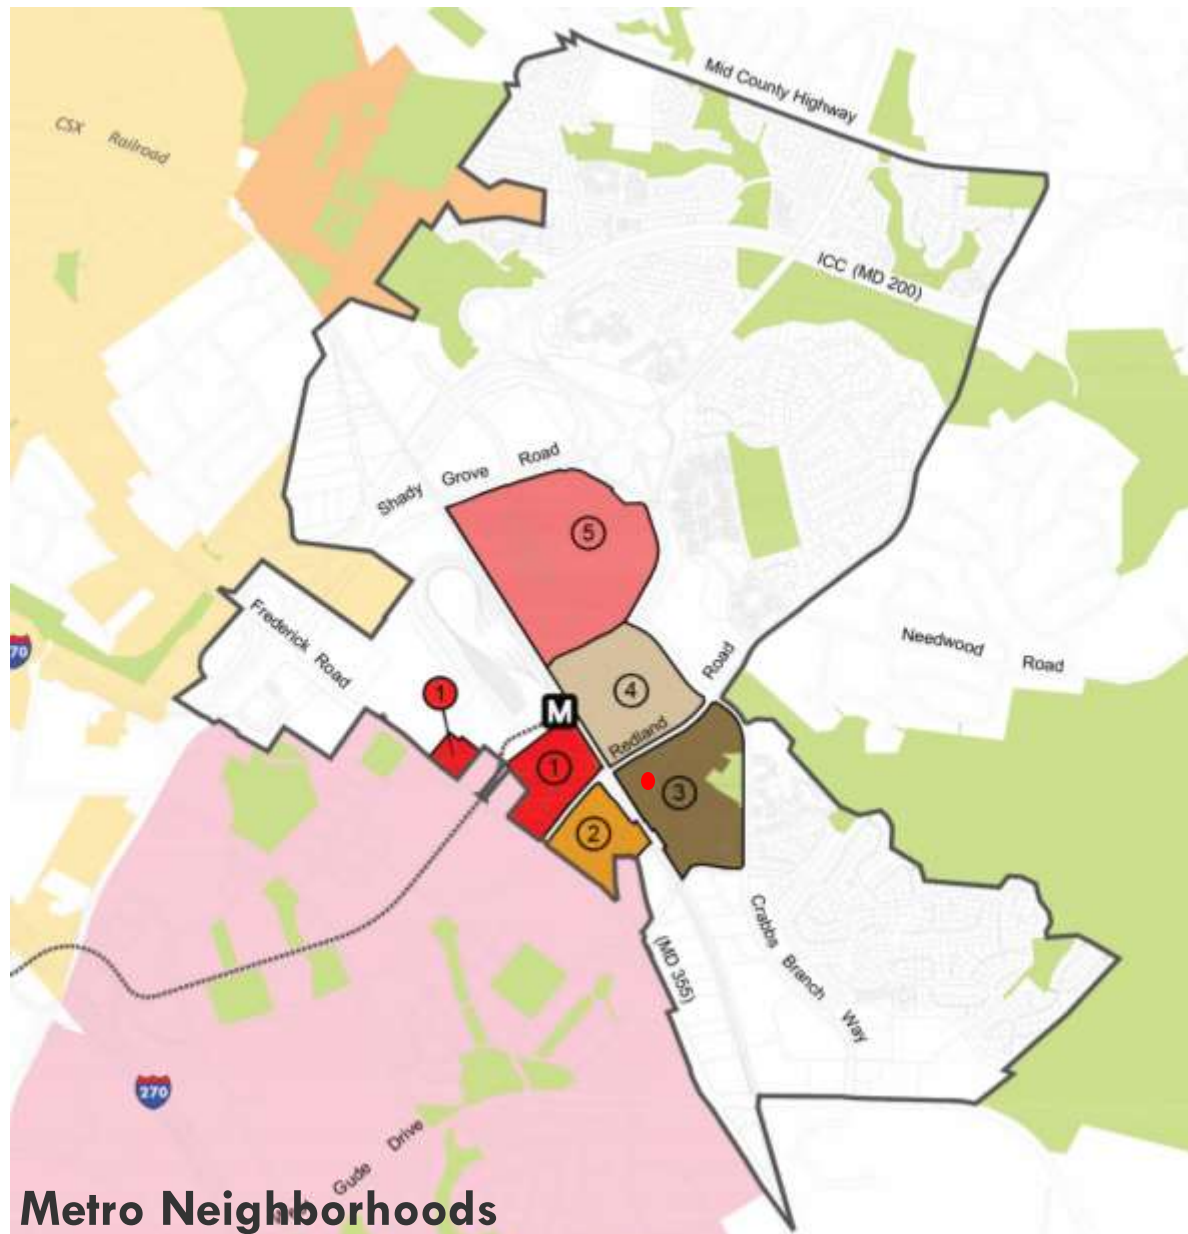 Mid County Highway
CSX Railroad
ICC (MD 200)
Shady Grove Road
5
Frederick Road
Needwood Road
70
Road
4
1
M
Redland
1
3
2
Crabbs Branch Way
(MD 355)
270
Gude Drive
Metro Neighborhoods